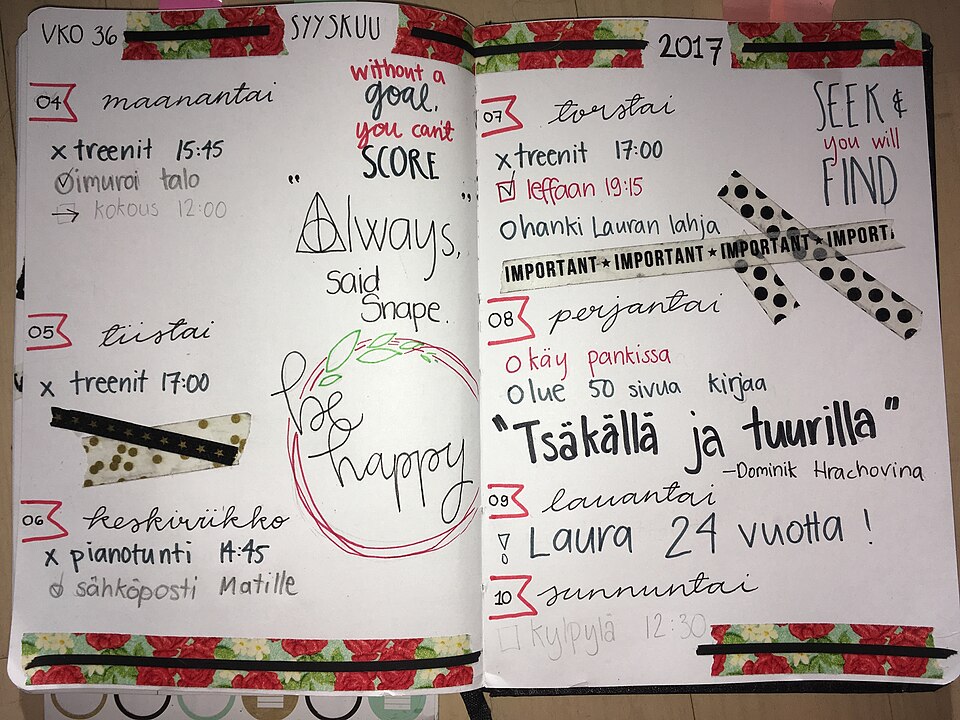 VKO 36 SYYSKUU
04 maanantai
x treenit 15:45
imuroi talo
→ kokous 12:00
without a
goal,
you can't
SCORE
"Always,"
said
Snape.
05 tiistai
x treenit 17:00
be
happy
06 keskiviikko
x pianotunti 14:45
sähköposti Matille
2017
07 torstai
x treenit 17:00
leffaan 19:15
O hanki Lauran lahja
SEEK &
you will
FIND
IMPORTANT ★ IMPORTANT ★ IMPORTANT ★ IMPORT
08 perjantai
O käy pankissa
O lue 50 sivua kirjaa
"Tsäkällä ja tuurilla"
-Dominik Hrachovina
09 lauantai
! Laura 24 vuotta !
10 sunnuntai
kylpylä 12:30